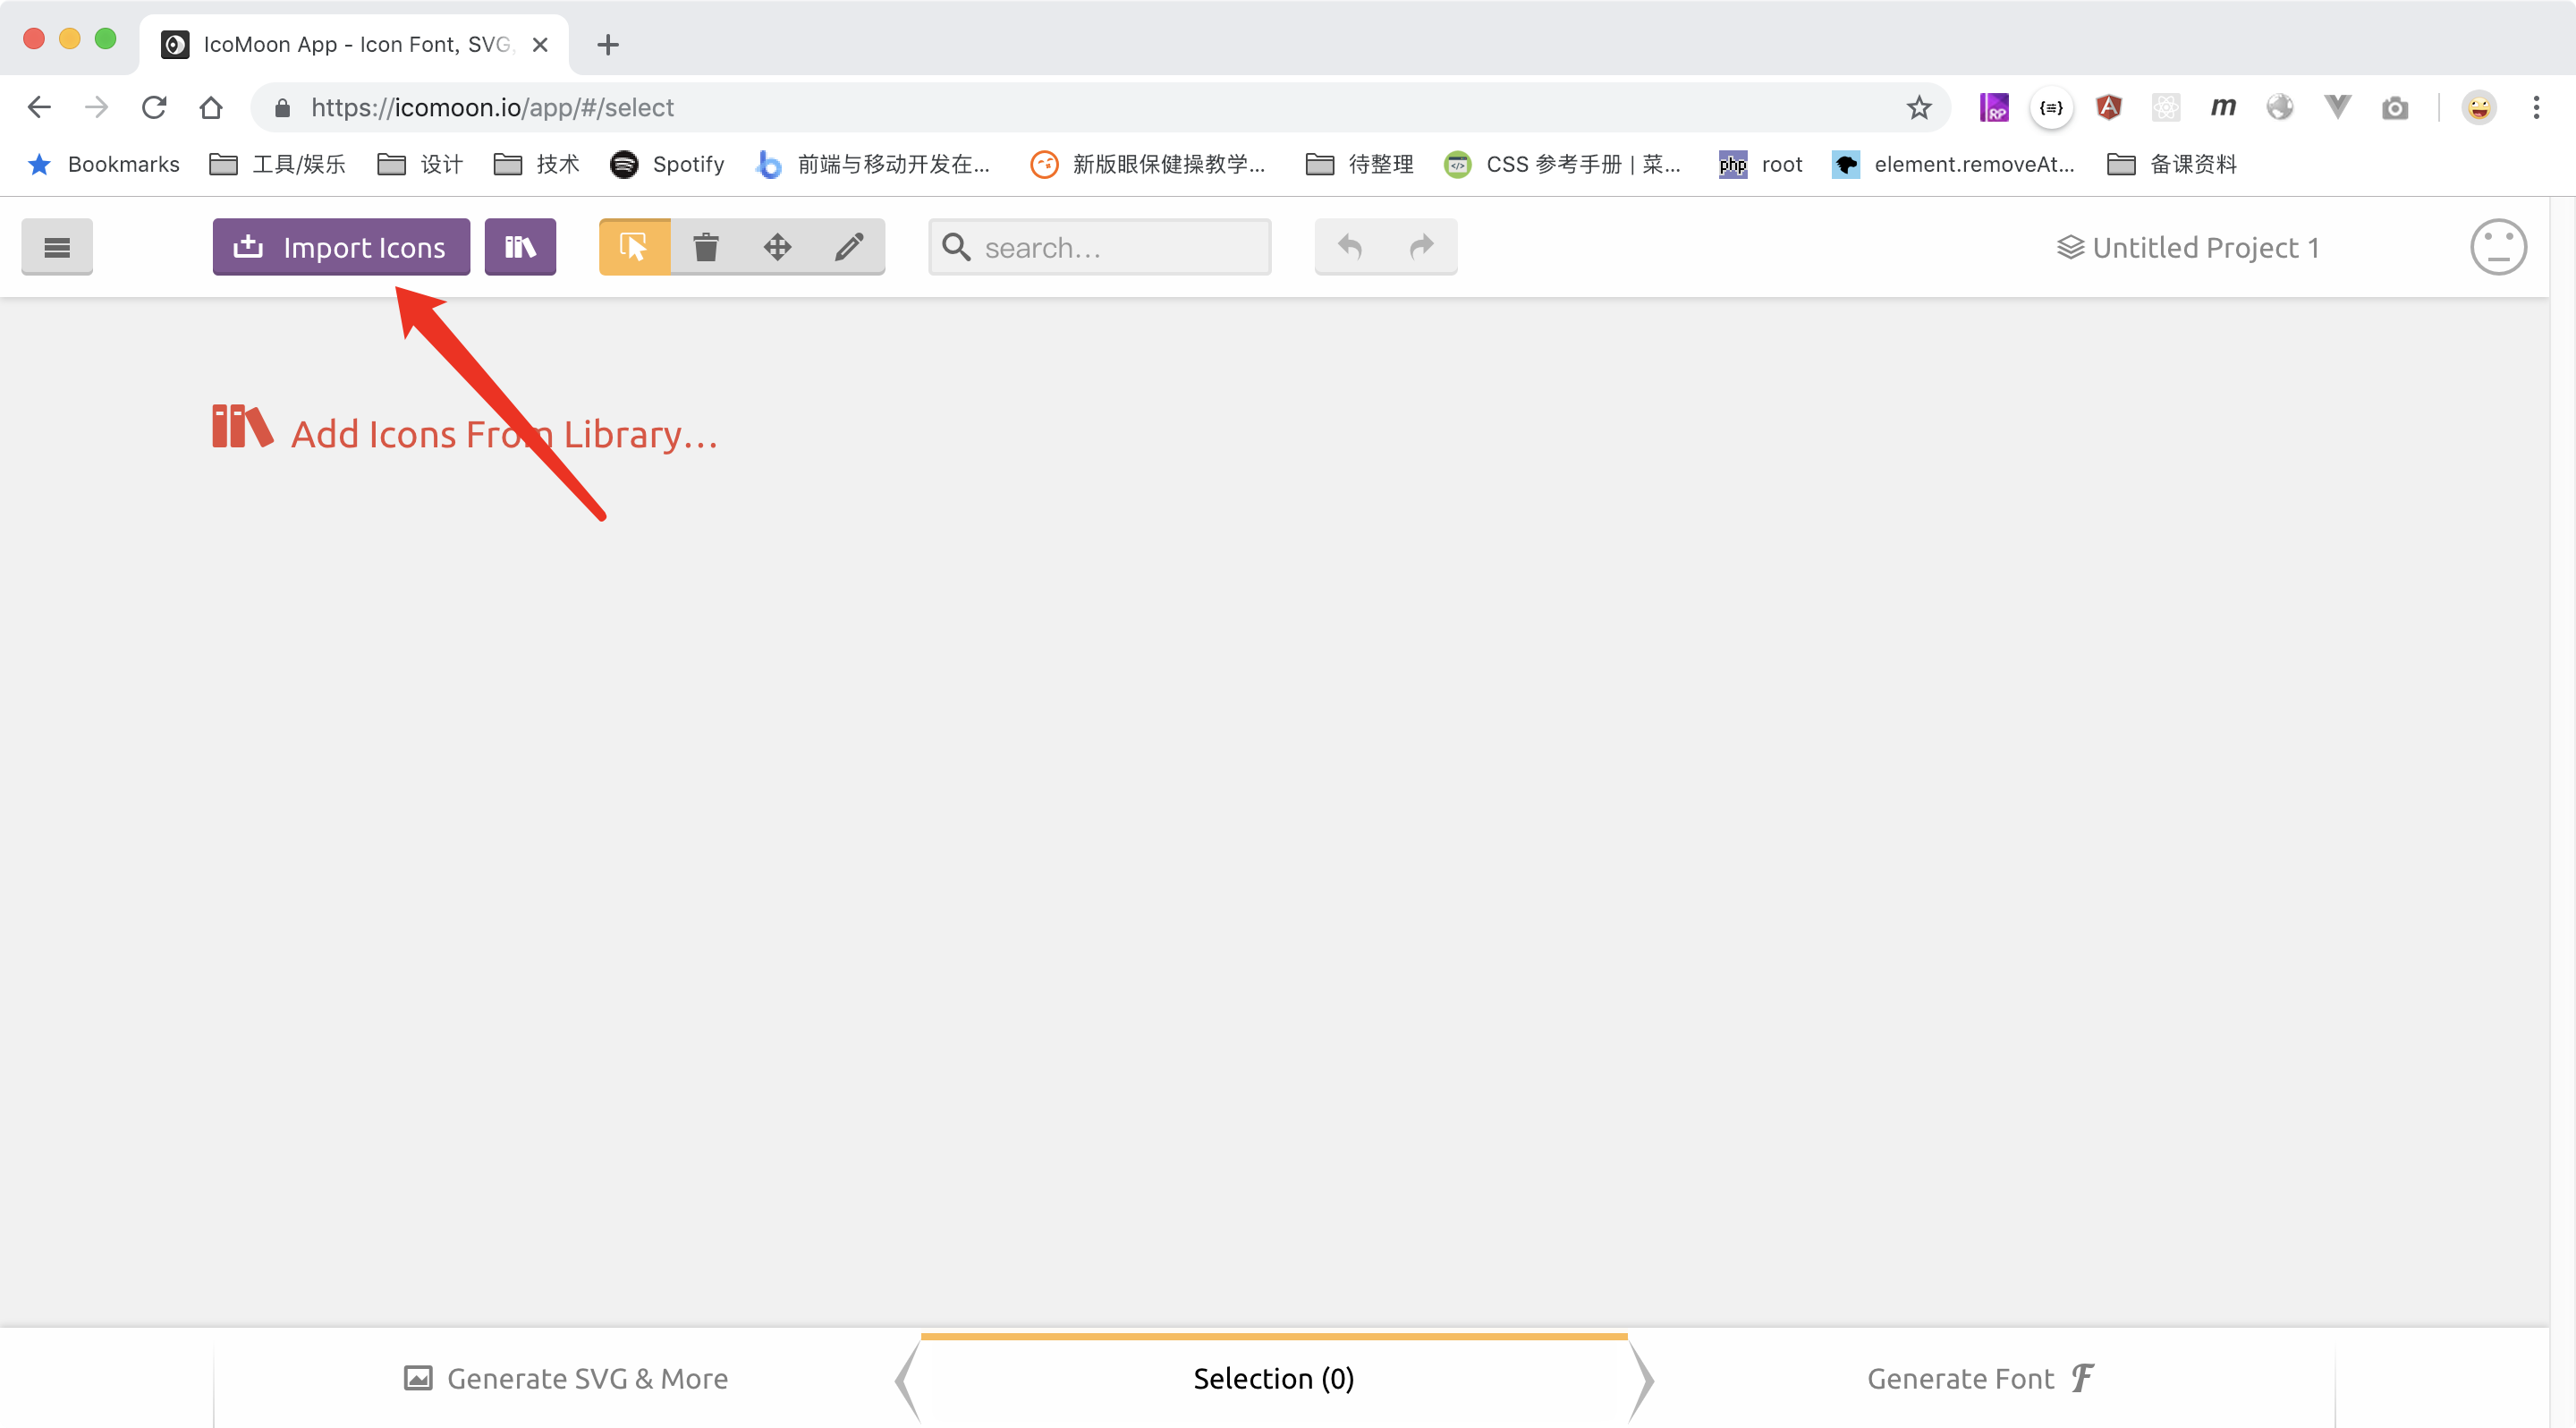 IcoMoon App - Icon Font, SVG,
https://icomoon.io/app/#/select
RP {≡} A m
Bookmarks 工具/娱乐 设计 技术 Spotify 前端与移动开发在... 新版眼保健操教学... 待整理 CSS 参考手册 | 菜... php root element.removeAt... 备课资料
Import Icons search... Untitled Project 1
Add Icons From Library...
Generate SVG & More Selection (0) Generate Font F